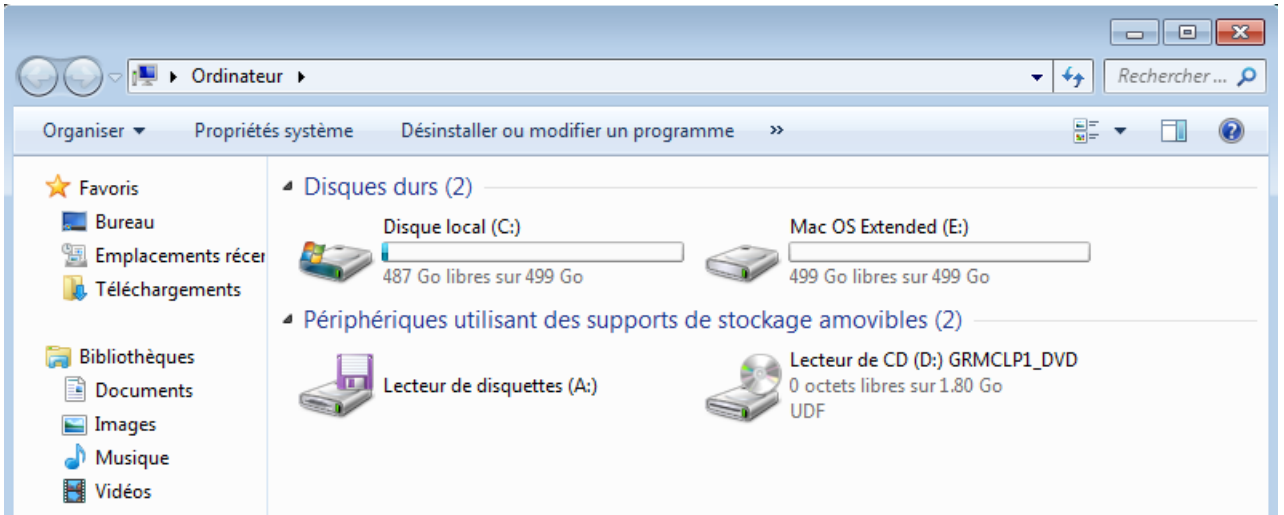 Ordinateur
Rechercher ...
Organiser
Propriétés système
Désinstaller ou modifier un programme
»
Favoris
Bureau
Emplacements récer
Téléchargements
Bibliothèques
Documents
Images
Musique
Vidéos
Disques durs (2)
Disque local (C:)
487 Go libres sur 499 Go
Mac OS Extended (E:)
499 Go libres sur 499 Go
Périphériques utilisant des supports de stockage amovibles (2)
Lecteur de disquettes (A:)
Lecteur de CD (D:) GRMCLP1_DVD
0 octets libres sur 1.80 Go
UDF